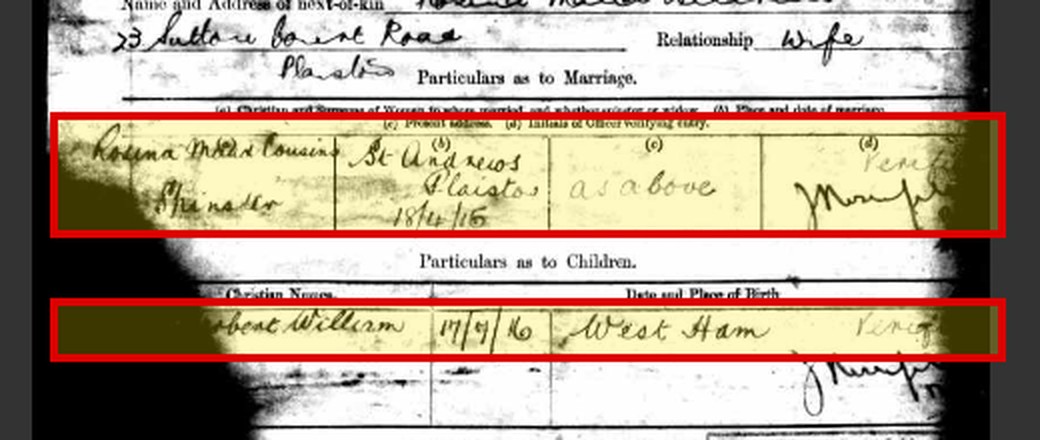 Name and Address of next-of-kin
23 Sutton Court Road Relationship Wife
Plaistow Particulars as to Marriage.
(a) Christian and Surname of Woman to whom married, and whether spinster or widow. (b) Place and date of marriage.
(c) Present address. (d) Initials of Officer verifying entry.
(b) (c) (d)
Rosina Cousins St Andrews
Spinster Plaistow as above
18/4/16
Particulars as to Children.
Christian Names. Date and Place of Birth
obert William 17/9/16 West Ham